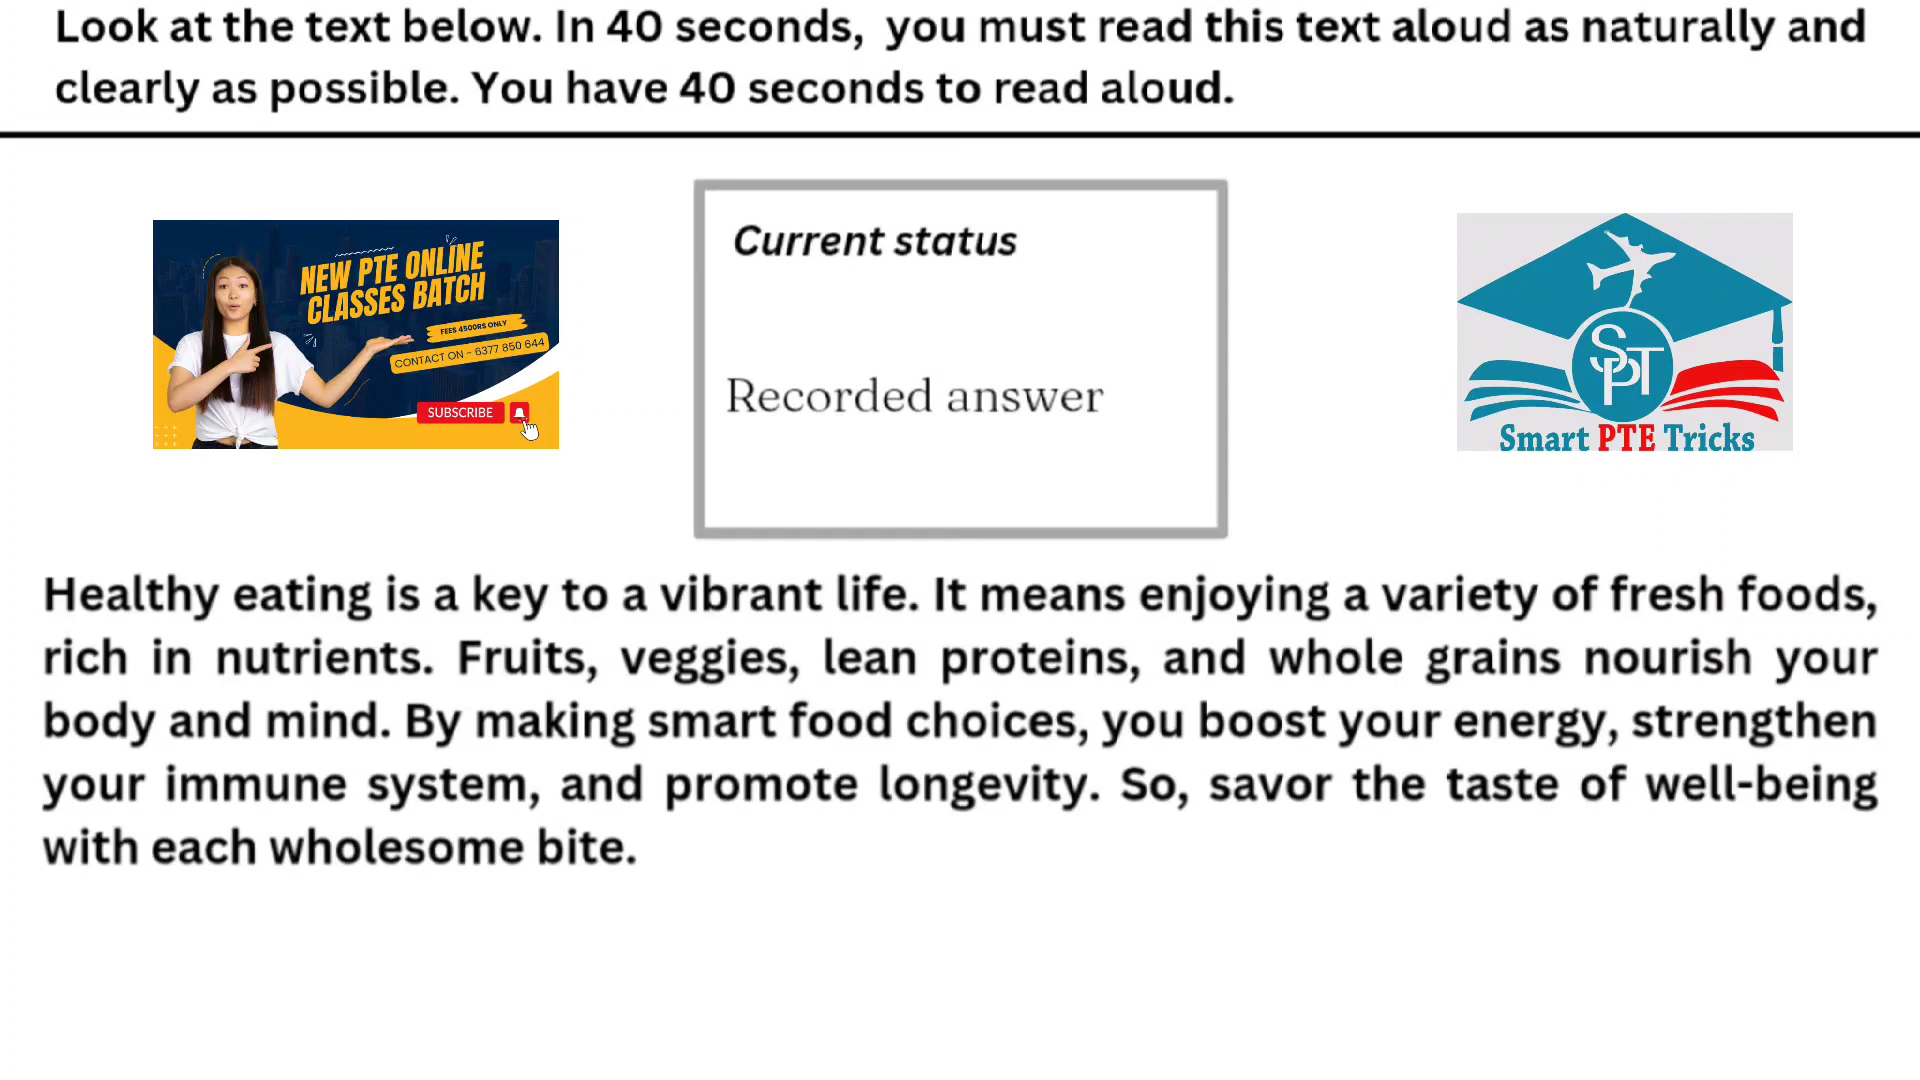 Look at the text below. In 40 seconds, you must read this text aloud as naturally and
clearly as possible. You have 40 seconds to read aloud.
NEW PTE ONLINE
CLASSES BATCH
FEES 4500RS ONLY
CONTACT ON - 6377 850 644
SUBSCRIBE
Current status
Recorded answer
SPT
Smart PTE Tricks
Healthy eating is a key to a vibrant life. It means enjoying a variety of fresh foods,
rich in nutrients. Fruits, veggies, lean proteins, and whole grains nourish your
body and mind. By making smart food choices, you boost your energy, strengthen
your immune system, and promote longevity. So, savor the taste of well-being
with each wholesome bite.